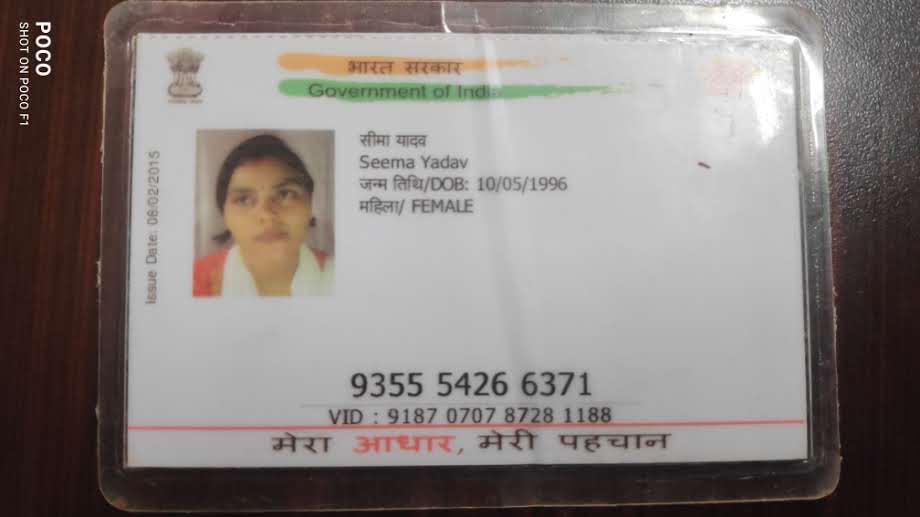 भारत सरकार
Government of India
Issue Date: 08/02/2015
सीमा यादव
Seema Yadav
जन्म तिथि/DOB: 10/05/1996
महिला/ FEMALE
9355 5426 6371
VID : 9187 0707 8728 1188
मेरा आधार, मेरी पहचान
POCO
SHOT ON POCO F1